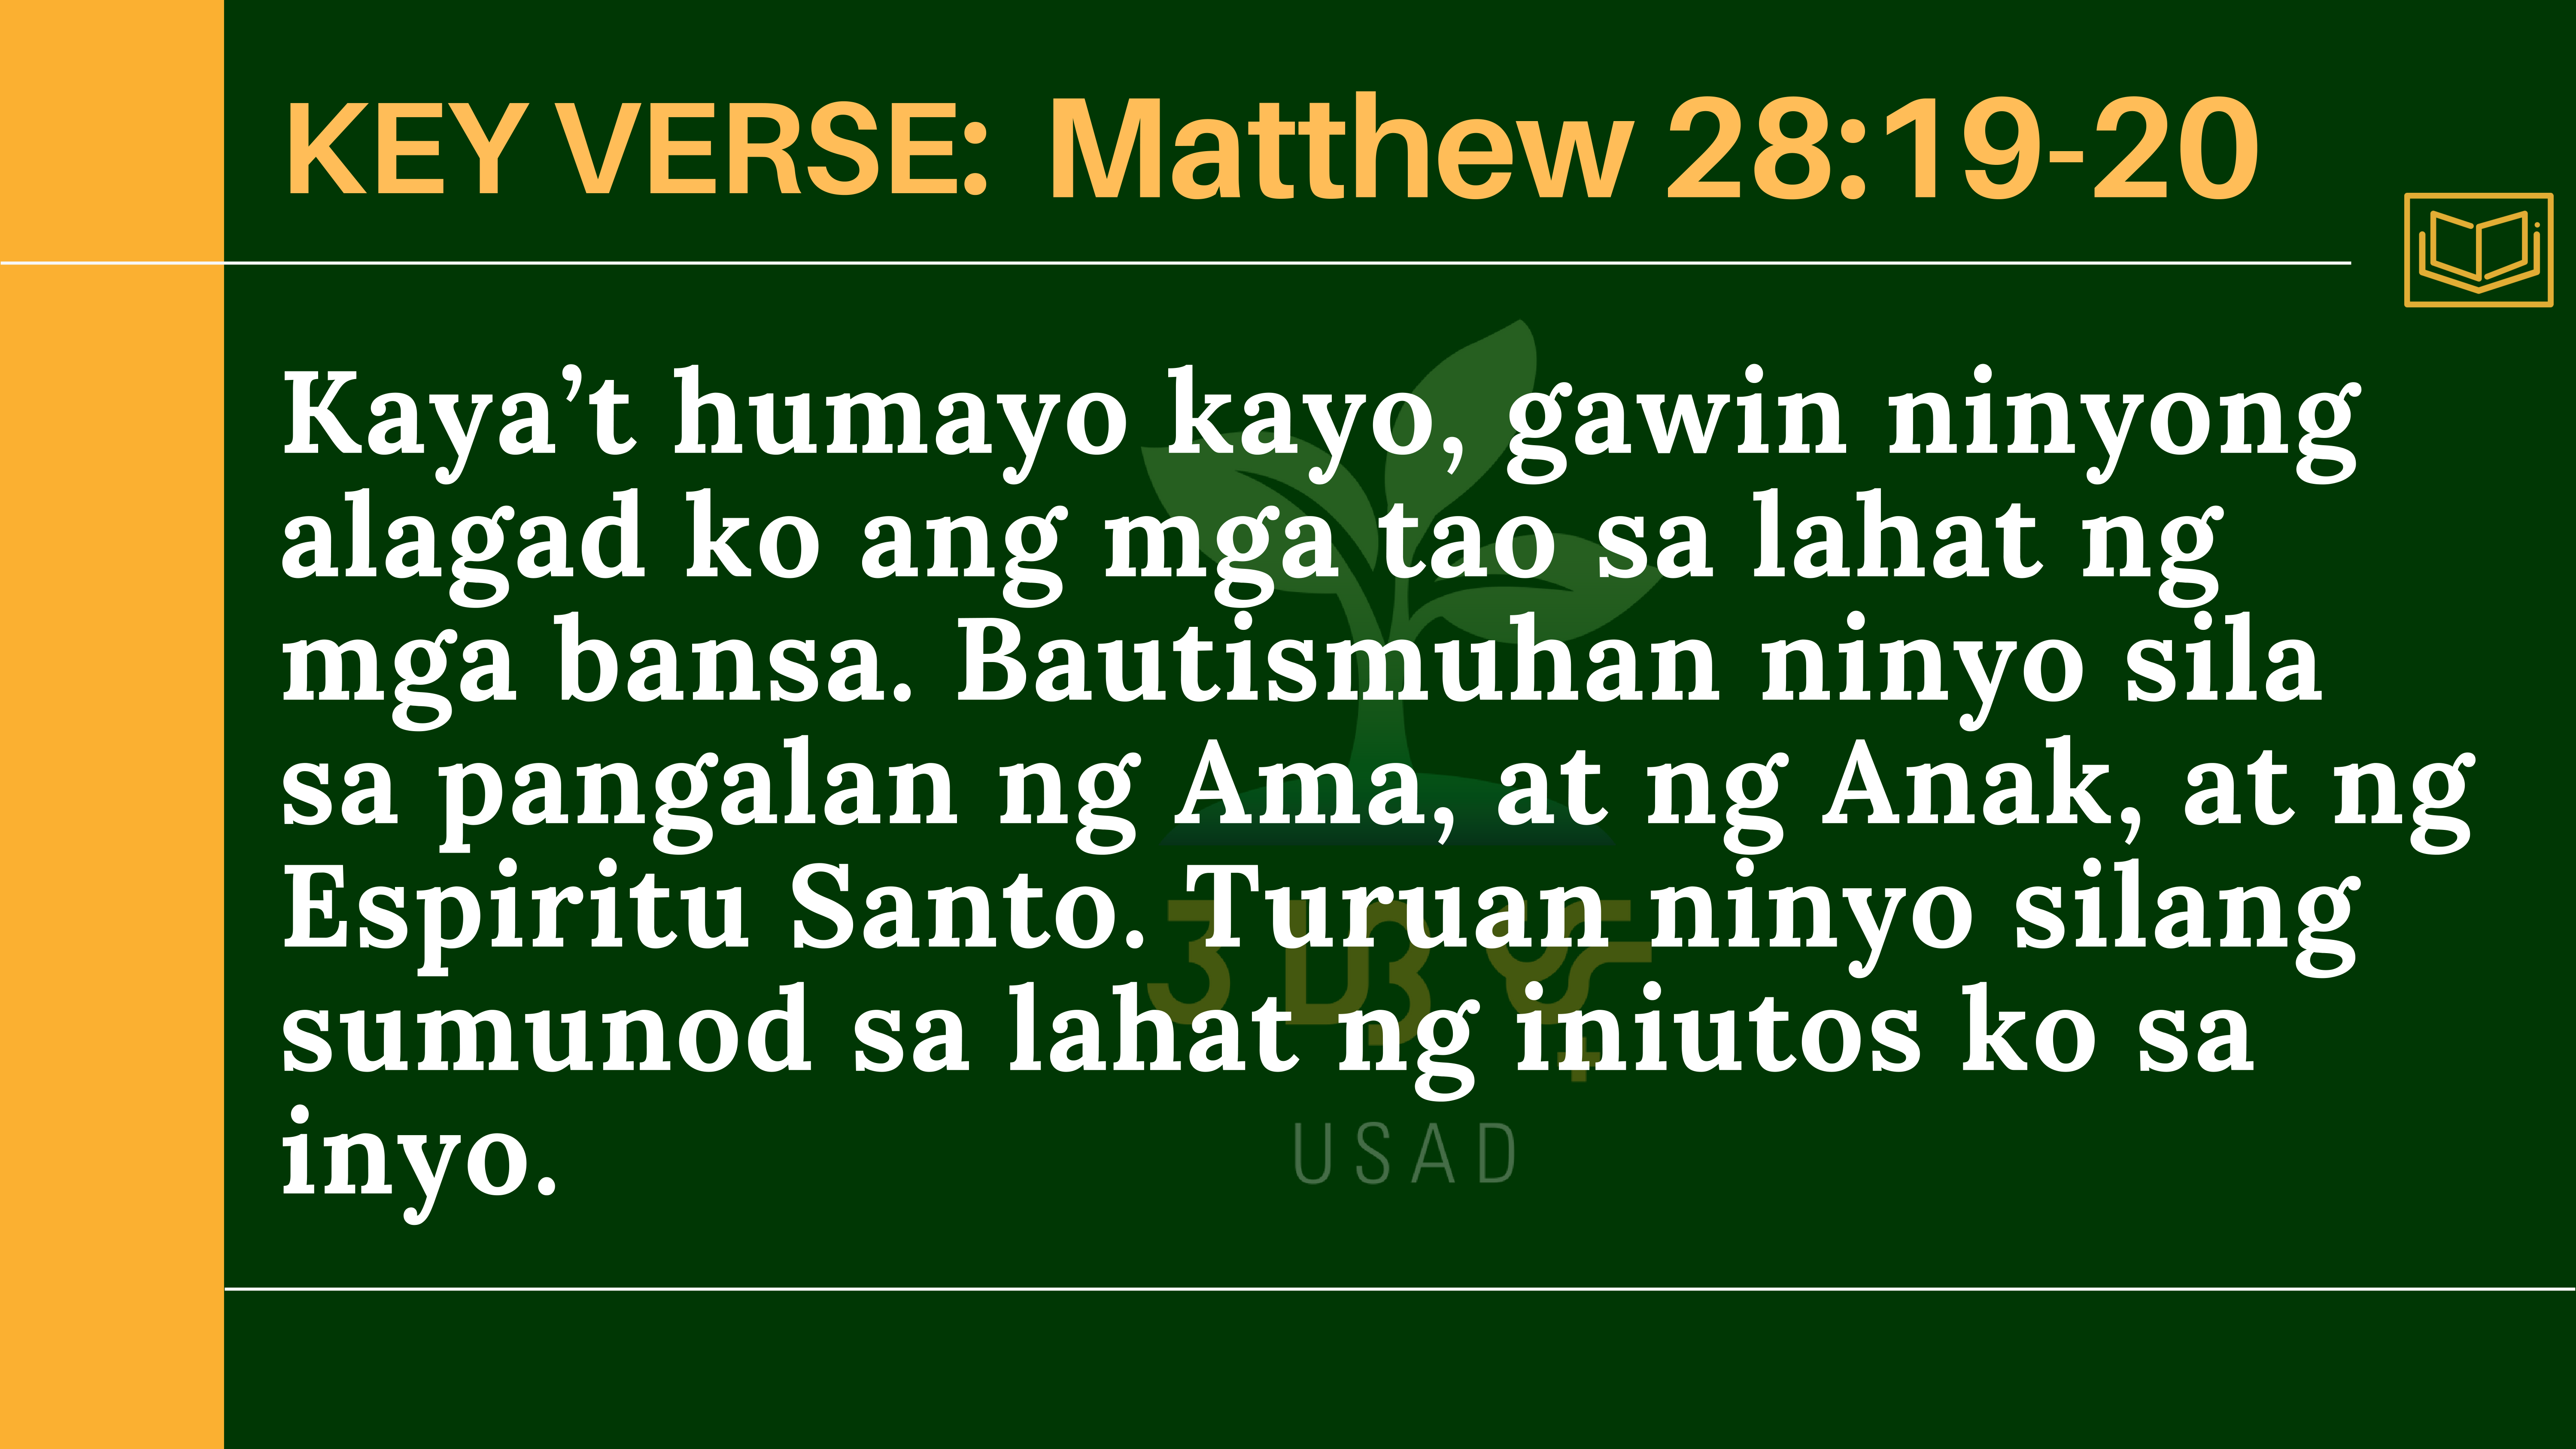 KEY VERSE: Matthew 28:19-20
Kaya’t humayo kayo, gawin ninyong
alagad ko ang mga tao sa lahat ng
mga bansa. Bautismuhan ninyo sila
sa pangalan ng Ama, at ng Anak, at ng
Espiritu Santo. Turuan ninyo silang
sumunod sa lahat ng iniutos ko sa
inyo.
USAD